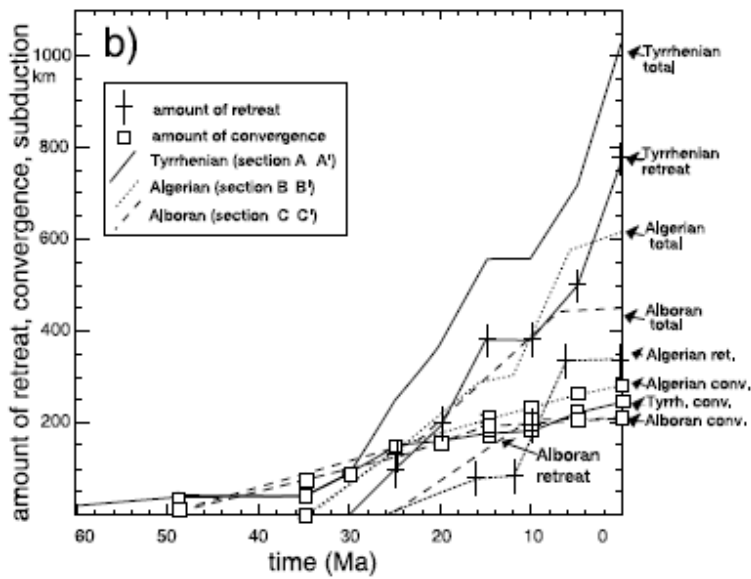 b)
amount of retreat, convergence, subduction
km
1000
800
600
400
200
amount of retreat
amount of convergence
Tyrrhenian (section A A')
Algerian (section B B')
Alboran (section C C')
Tyrrhenian
total
Tyrrhenian
retreat
Algerian
total
Alboran
total
Algerian ret.
Algerian conv.
Tyrrh. conv.
Alboran conv.
Alboran
retreat
60 50 40 30 20 10 0
time (Ma)